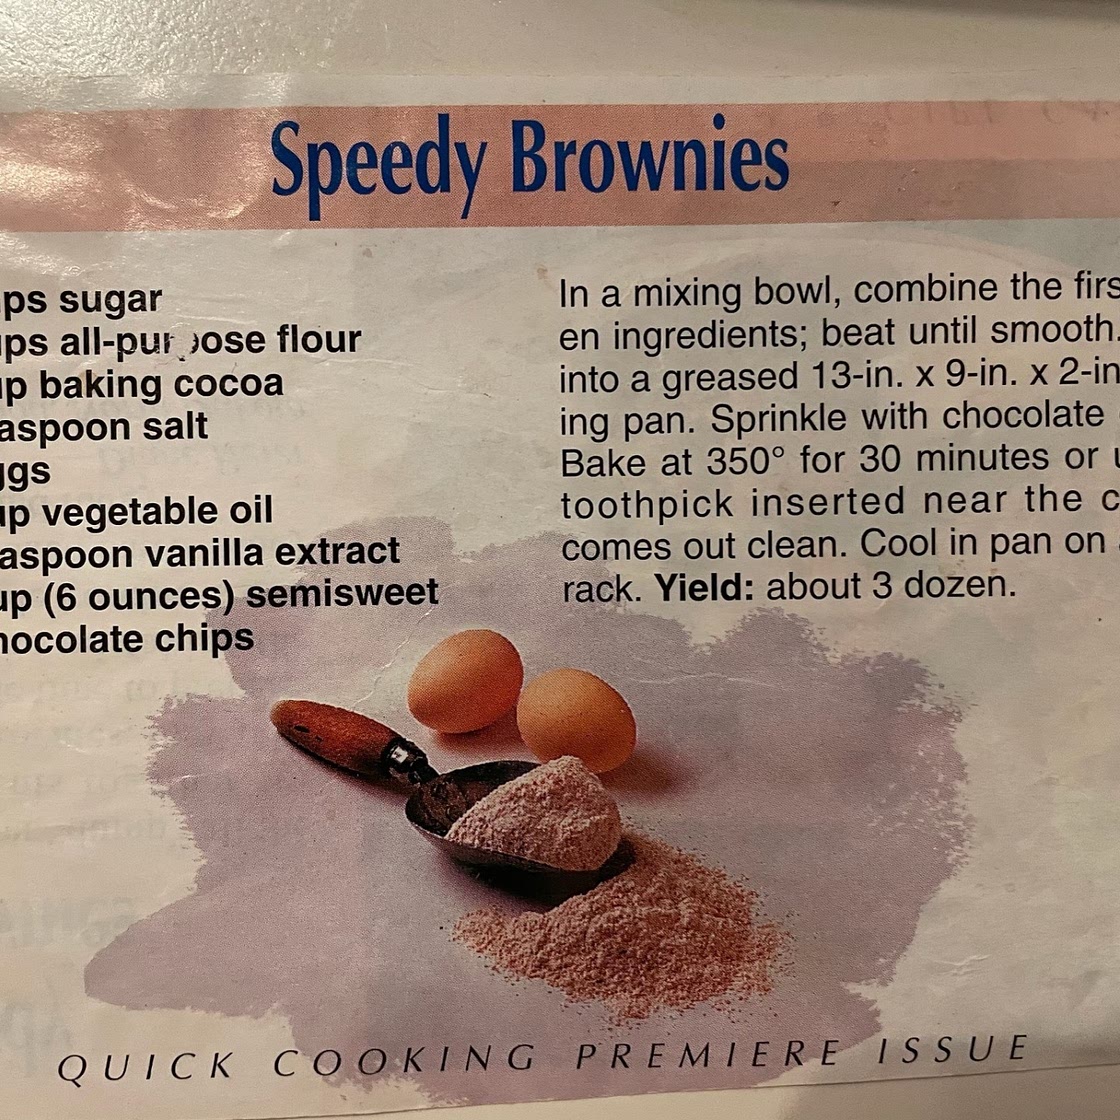 Speedy Brownies
ps sugar
ps all-purpose flour
up baking cocoa
aspoon salt
ggs
up vegetable oil
aspoon vanilla extract
up (6 ounces) semisweet
hocolate chips
In a mixing bowl, combine the firs
en ingredients; beat until smooth.
into a greased 13-in. x 9-in. x 2-in
ing pan. Sprinkle with chocolate
Bake at 350° for 30 minutes or u
toothpick inserted near the c
comes out clean. Cool in pan on
rack. Yield: about 3 dozen.
QUICK COOKING PREMIERE ISSUE